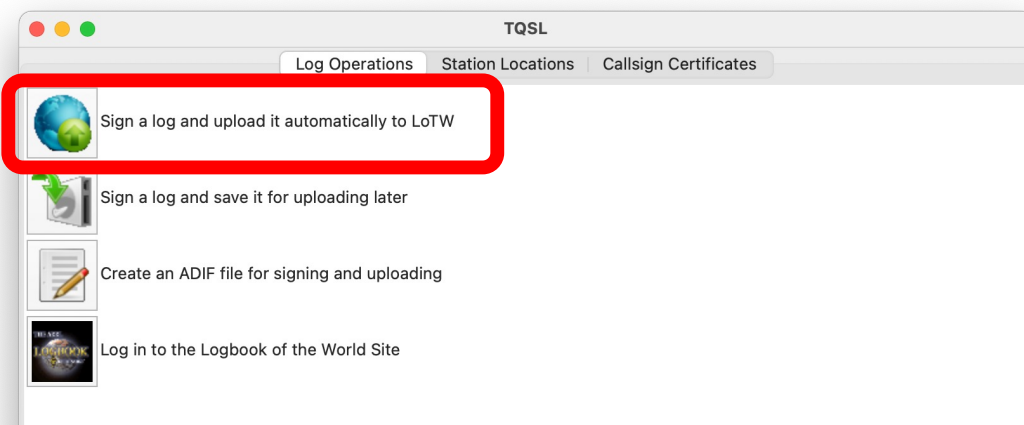 TQSL
Log Operations
Station Locations
Callsign Certificates
Sign a log and upload it automatically to LoTW
Sign a log and save it for uploading later
Create an ADIF file for signing and uploading
LOGBOOK
Log in to the Logbook of the World Site